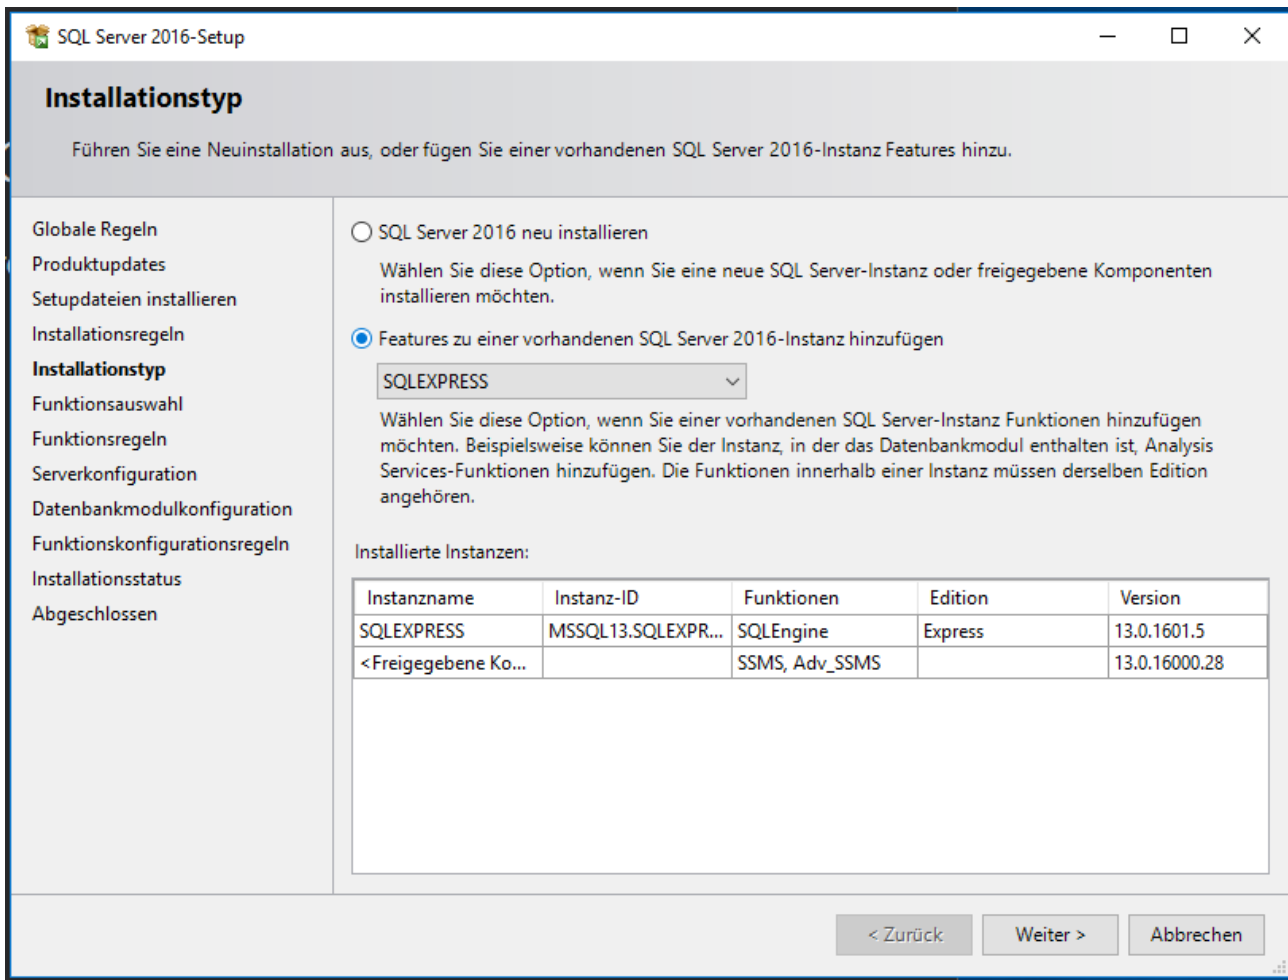 SQL Server 2016-Setup
Installationstyp
Führen Sie eine Neuinstallation aus, oder fügen Sie einer vorhandenen SQL Server 2016-Instanz Features hinzu.
Globale Regeln
Produktupdates
Setupdateien installieren
Installationsregeln
Installationstyp
Funktionsauswahl
Funktionsregeln
Serverkonfiguration
Datenbankmodulkonfiguration
Funktionskonfigurationsregeln
Installationsstatus
Abgeschlossen
SQL Server 2016 neu installieren
Wählen Sie diese Option, wenn Sie eine neue SQL Server-Instanz oder freigegebene Komponenten
installieren möchten.
Features zu einer vorhandenen SQL Server 2016-Instanz hinzufügen
SQLEXPRESS
Wählen Sie diese Option, wenn Sie einer vorhandenen SQL Server-Instanz Funktionen hinzufügen
möchten. Beispielsweise können Sie der Instanz, in der das Datenbankmodul enthalten ist, Analysis
Services-Funktionen hinzufügen. Die Funktionen innerhalb einer Instanz müssen derselben Edition
angehören.
Installierte Instanzen:
Instanzname Instanz-ID Funktionen Edition Version
SQLEXPRESS MSSQL13.SQLEXPR... SQLEngine Express 13.0.1601.5
<Freigegebene Ko... SSMS, Adv_SSMS 13.0.16000.28
< Zurück Weiter > Abbrechen